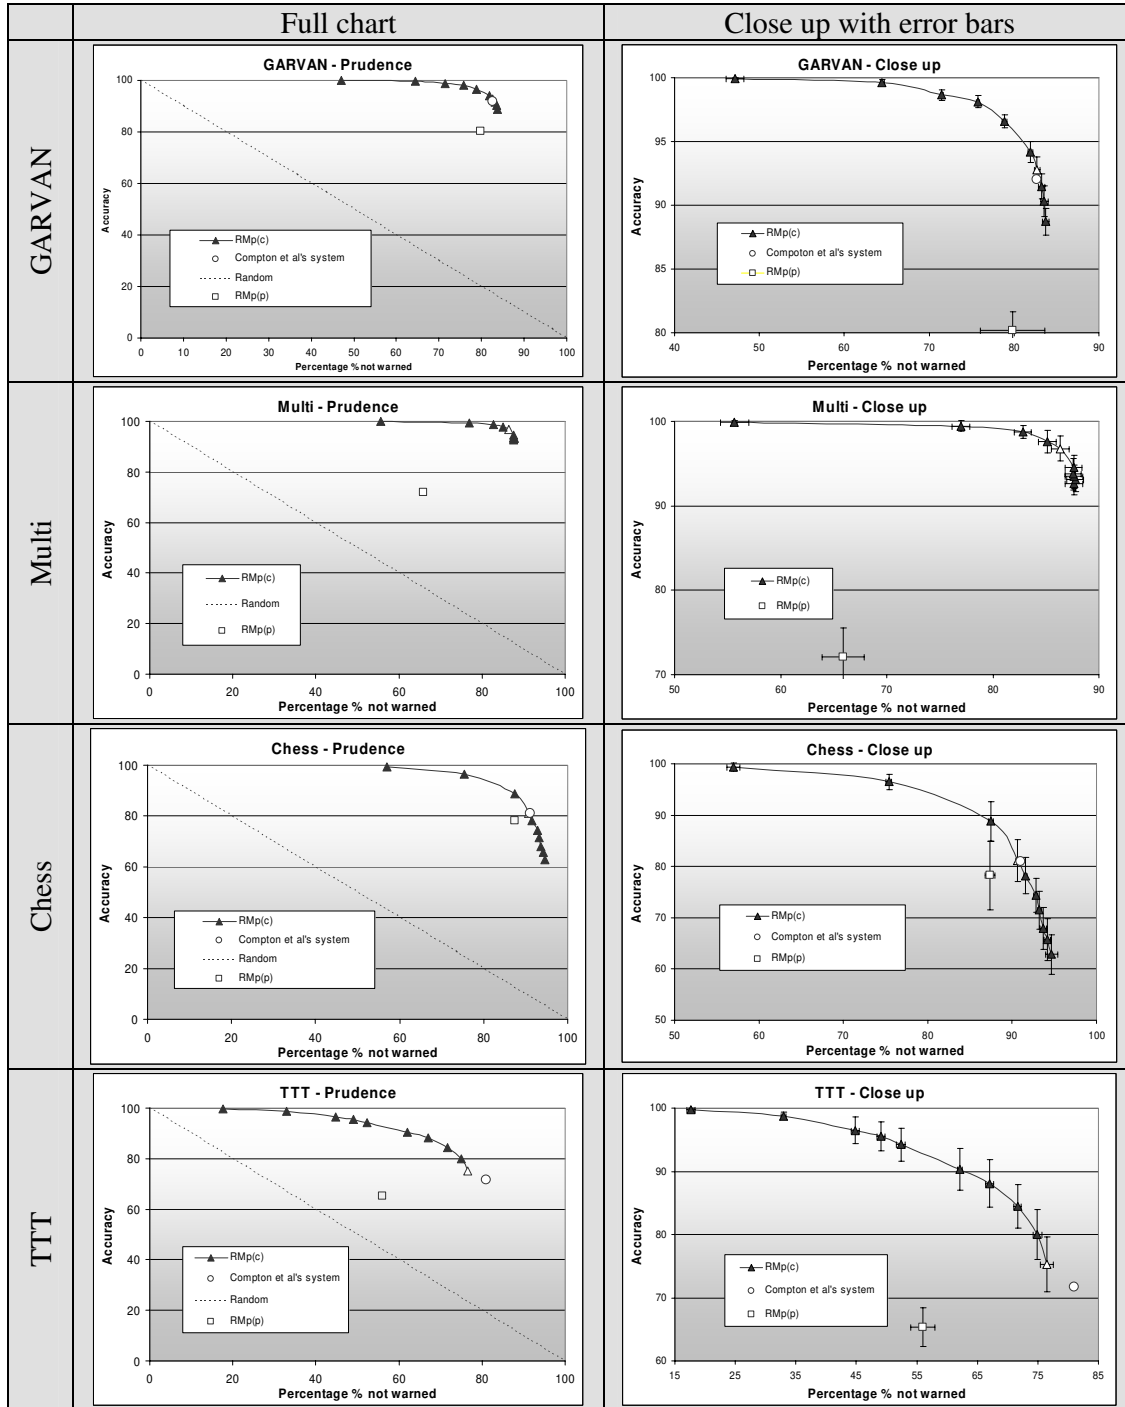 Full chart
Close up with error bars
GARVAN
GARVAN - Prudence
Accuracy
100
80
60
40
20
0
RMp(c)
Compton et al's system
Random
RMp(p)
0 10 20 30 40 50 60 70 80 90 100
Percentage % not warned
GARVAN - Close up
Accuracy
100
95
90
85
80
RMp(c)
Compoton et al's system
RMp(p)
40 50 60 70 80 90
Percentage % not warned
Multi
Multi - Prudence
Accuracy
100
80
60
40
20
0
RMp(c)
Random
RMp(p)
0 20 40 60 80 100
Percentage % not warned
Multi - Close up
Accuracy
100
90
80
70
RMp(c)
RMp(p)
50 60 70 80 90
Percentage % not warned
Chess
Chess - Prudence
Accuracy
100
80
60
40
20
0
RMp(c)
Compton et al's system
Random
RMp(p)
0 20 40 60 80 100
Percentage % not warned
Chess - Close up
Accuracy
100
90
80
70
60
50
RMp(c)
Compton et al's system
RMp(p)
50 60 70 80 90 100
Percentage % not warned
TTT
TTT - Prudence
Accuracy
100
80
60
40
20
0
RMp(c)
Compton et al's system
Random
RMp(p)
0 20 40 60 80 100
Percentage % not warned
TTT - Close up
Accuracy
100
90
80
70
60
RMp(c)
Compton et al's system
RMp(p)
15 25 35 45 55 65 75 85
Percentage % not warned